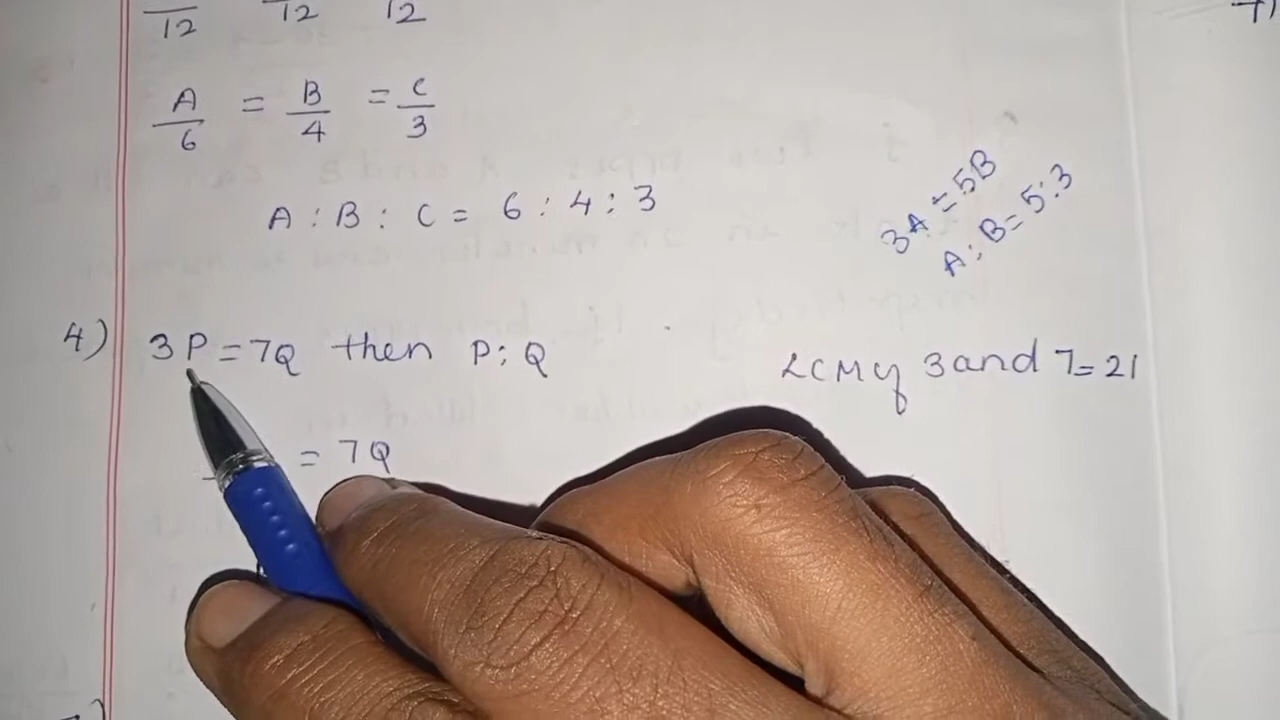 12 12 12
A/6 = B/4 = C/3
A : B : C = 6 : 4 : 3
3A = 5B
A : B = 5 : 3
4) 3P = 7Q then P : Q
LCM of 3 and 7 = 21
= 7Q
7)